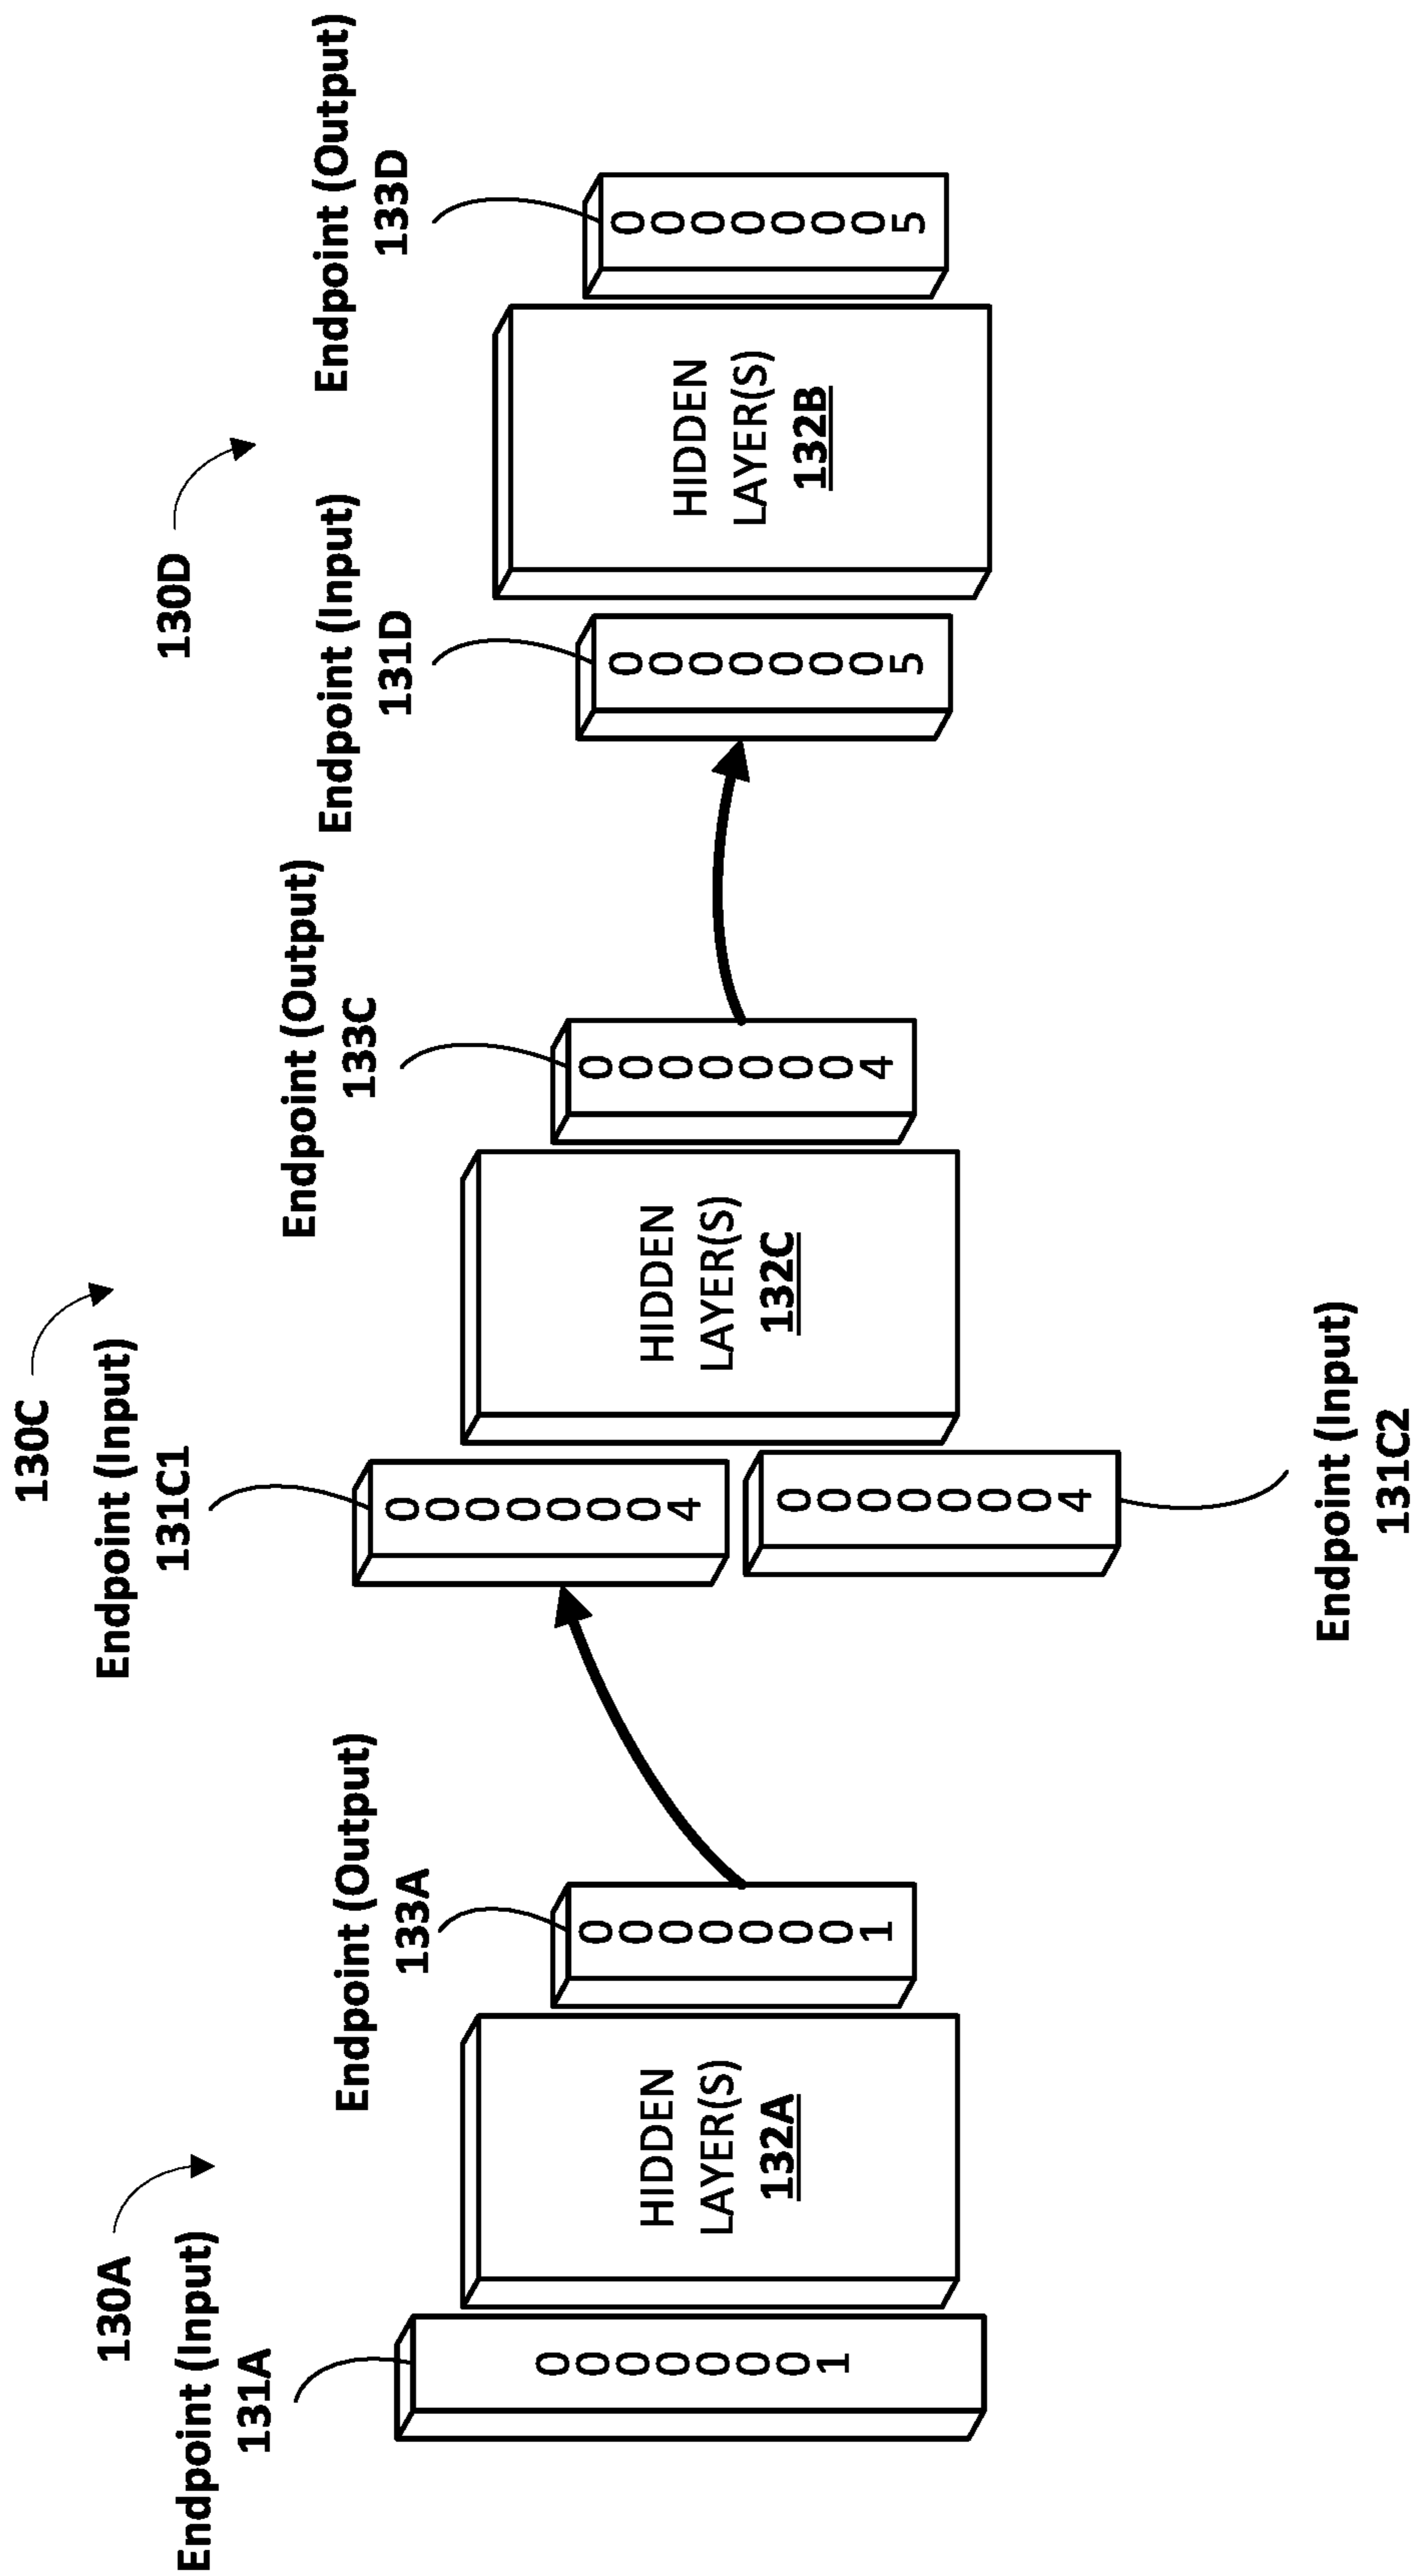 130A
Endpoint (Input)
131A
00000001
HIDDEN
LAYER(S)
132A
Endpoint (Output)
133A
00000001
130C
Endpoint (Input)
131C1
00000004
00000004
Endpoint (Input)
131C2
HIDDEN
LAYER(S)
132C
Endpoint (Output)
133C
00000004
130D
Endpoint (Input)
131D
00000005
HIDDEN
LAYER(S)
132B
Endpoint (Output)
133D
00000005